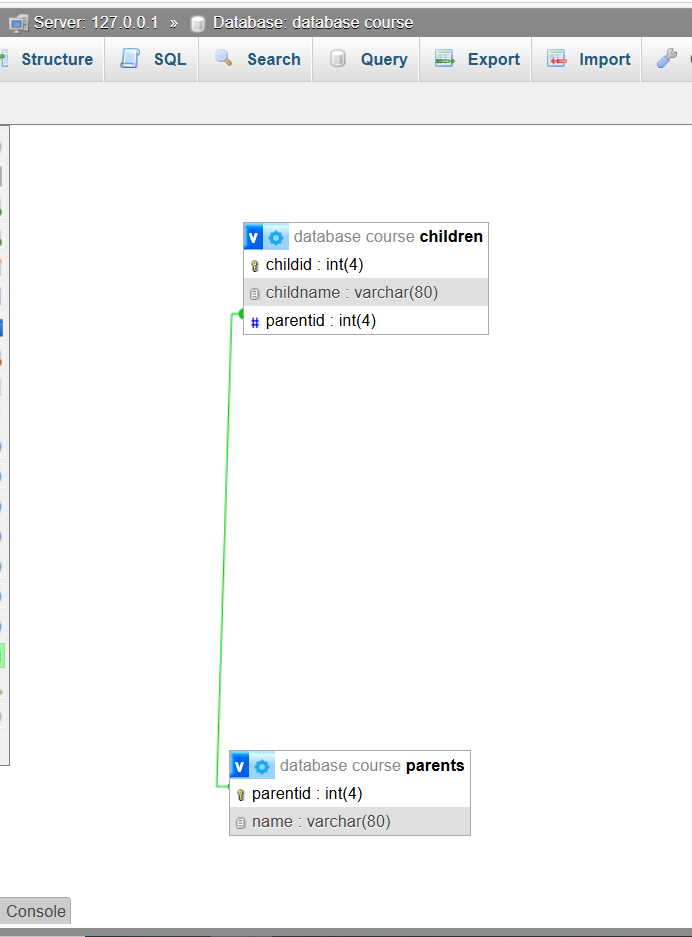 Server: 127.0.0.1 » Database: database course
Structure SQL Search Query Export Import
v database course children
childid : int(4)
childname : varchar(80)
# parentid : int(4)
v database course parents
parentid : int(4)
name : varchar(80)
Console